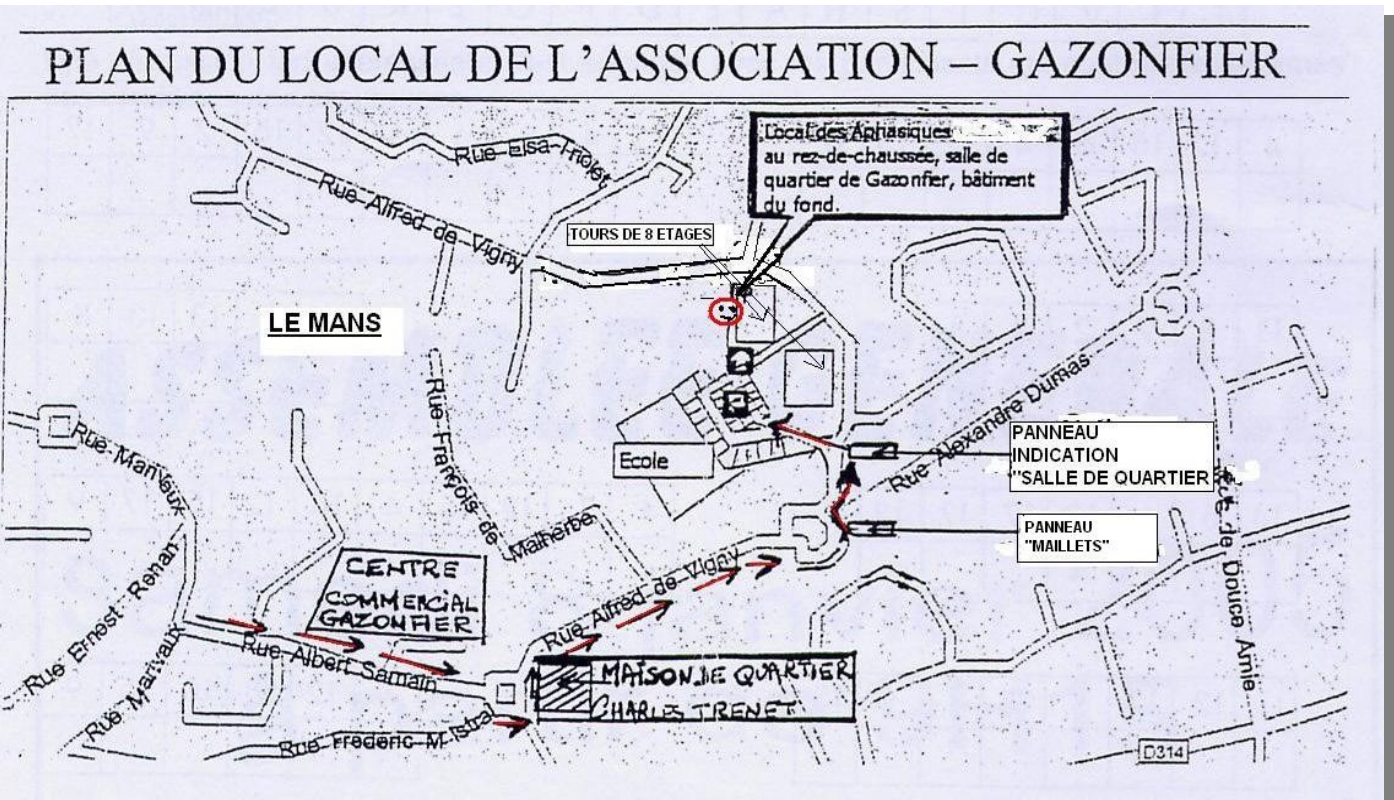 PLAN DU LOCAL DE L'ASSOCIATION – GAZONFIER
Local des Aphasiques
au rez-de-chaussée, salle de
quartier de Gazonfier, bâtiment
du fond.
Rue Elsa Triolet
Rue Alfred de Vigny
TOURS DE 8 ETAGES
LE MANS
Rue François de
Malherbe
Rue Alexandre Dumas
Rue Marivaux
Ecole
PANNEAU
INDICATION
"SALLE DE QUARTIER
PANNEAU
"MAILLETS"
Rue de Douce Amie
Rue Ernest Renan
CENTRE
COMMERCIAL
GAZONFIER
Rue Alfred de Vigny
Rue Marivaux
Rue Albert Samain
MAISON DE QUARTIER
CHARLES TRENET
Rue Frédéric Mistral
D314